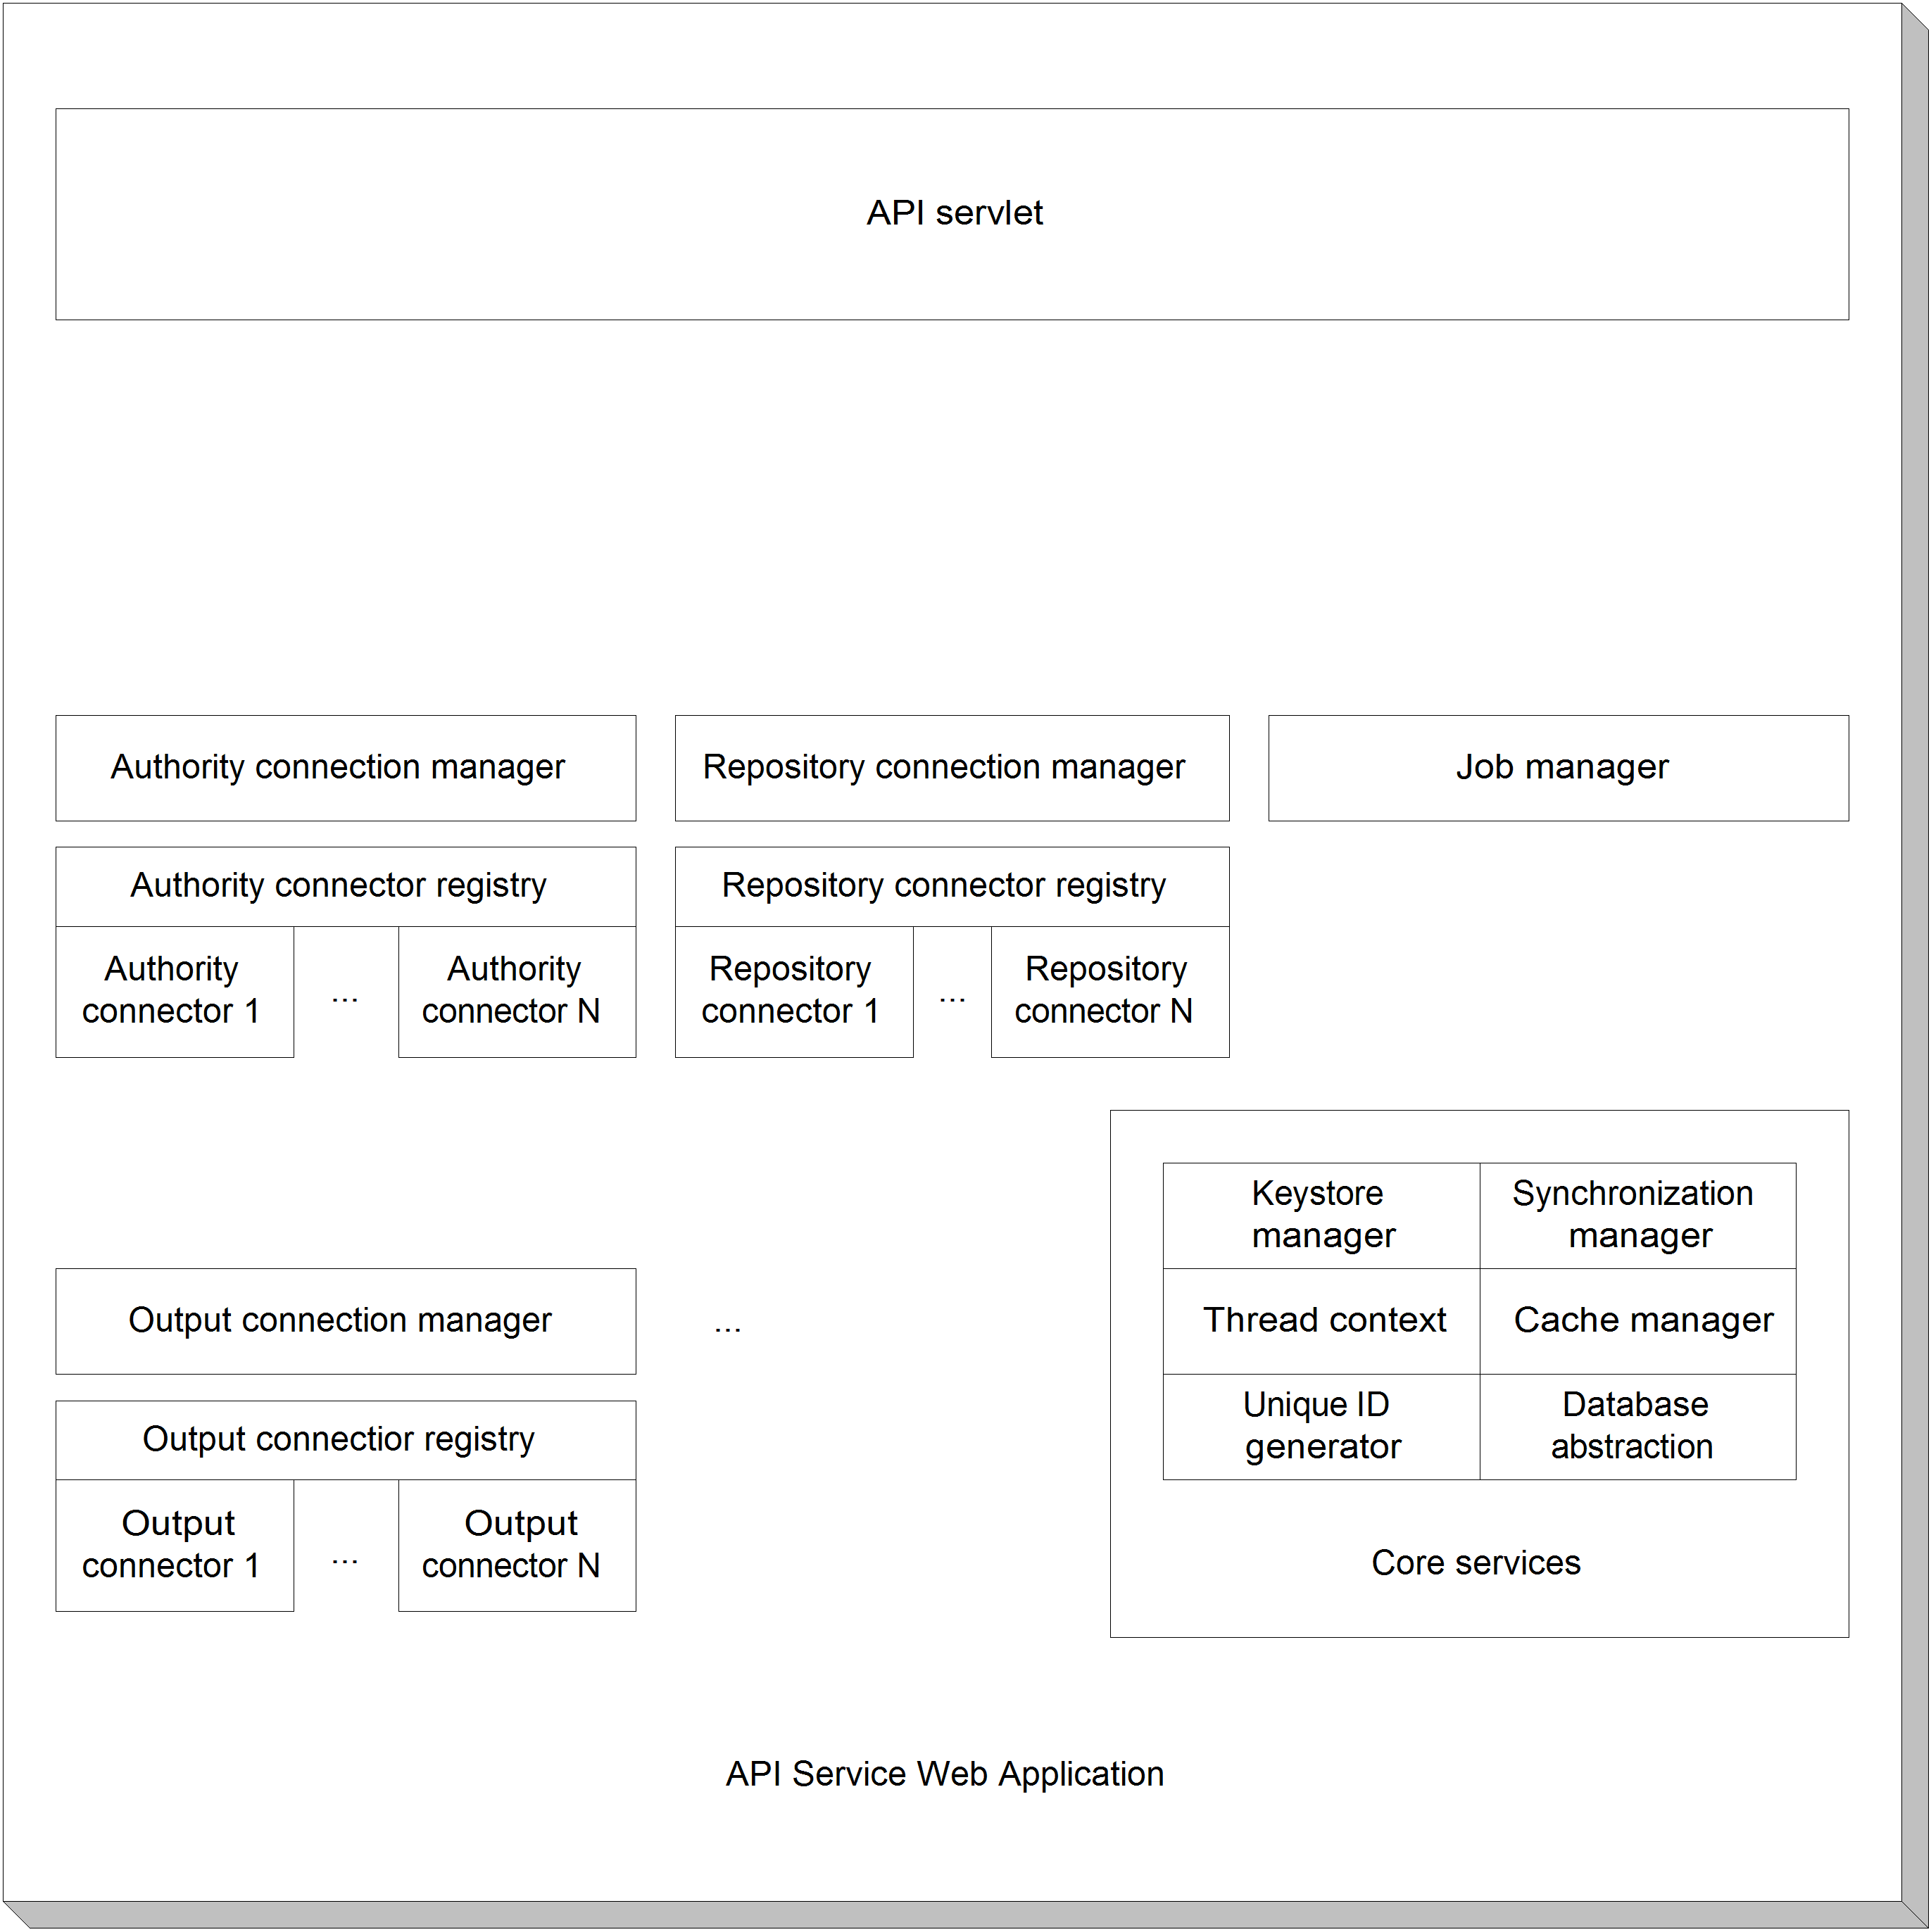 API servlet
Authority connection manager
Repository connection manager
Job manager
Authority connector registry
Repository connector registry
Authority
connector 1
...
Authority
connector N
Repository
connector 1
...
Repository
connector N
Keystore
manager
Synchronization
manager
Output connection manager
...
Thread context
Cache manager
Unique ID
generator
Database
abstraction
Output connectior registry
Output
connector 1
...
Output
connector N
Core services
API Service Web Application